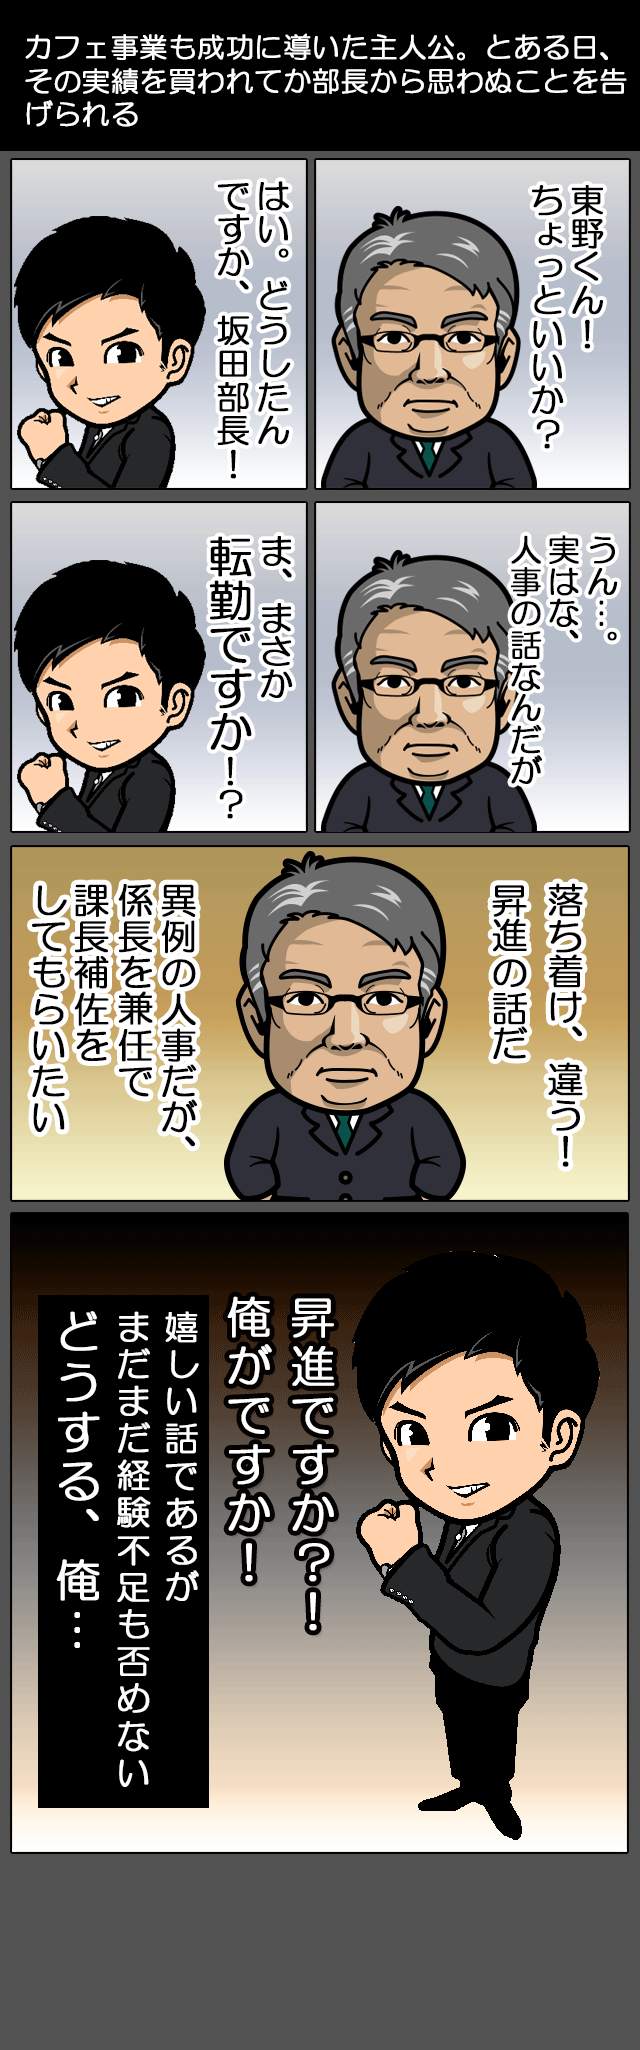 カフェ事業も成功に導いた主人公。とある日、
その実績を買われてか部長から思わぬことを告
げられる
東野くん！
ちょっといいか？
はい。どうしたん
ですか、坂田部長！
うん…。
実はな、
人事の話なんだが
ま、まさか
転勤ですか！？
落ち着け、違う！
昇進の話だ
異例の人事だが、
係長を兼任で
課長補佐を
してもらいたい
昇進ですか？！
俺がですか！
嬉しい話であるが
まだまだ経験不足も否めない
どうする、俺…